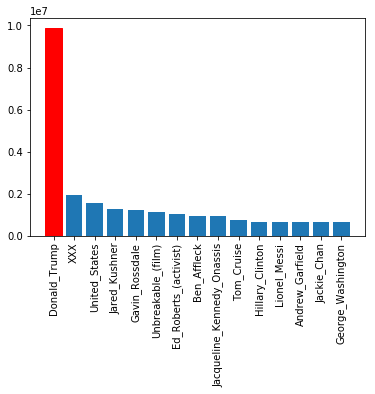 1e7
1.0
0.8
0.6
0.4
0.2
0.0
Donald_Trump
XXX
United_States
Jared_Kushner
Gavin_Rossdale
Unbreakable_(film)
Ed_Roberts_(activist)
Ben_Affleck
Jacqueline_Kennedy_Onassis
Tom_Cruise
Hillary_Clinton
Lionel_Messi
Andrew_Garfield
Jackie_Chan
George_Washington